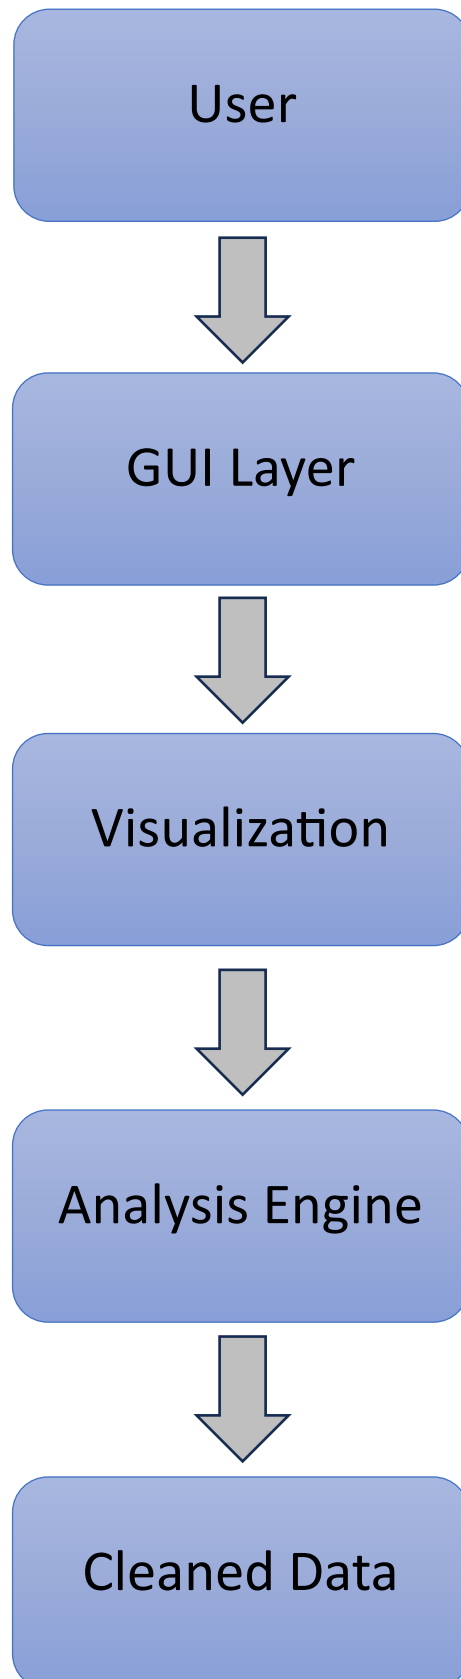 User
GUI Layer
Visualization
Analysis Engine
Cleaned Data